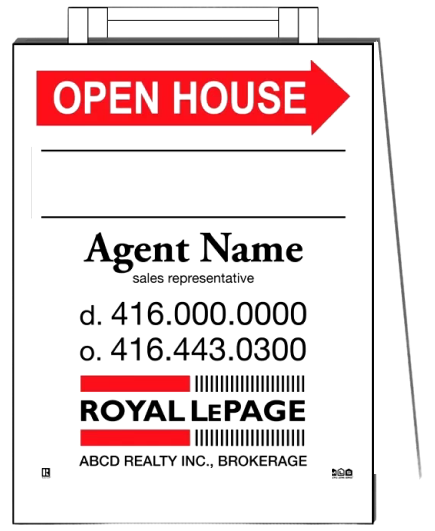 OPEN HOUSE
Agent Name
sales representative
d. 416.000.0000
o. 416.443.0300
ROYAL LEPAGE
ABCD REALTY INC., BROKERAGE